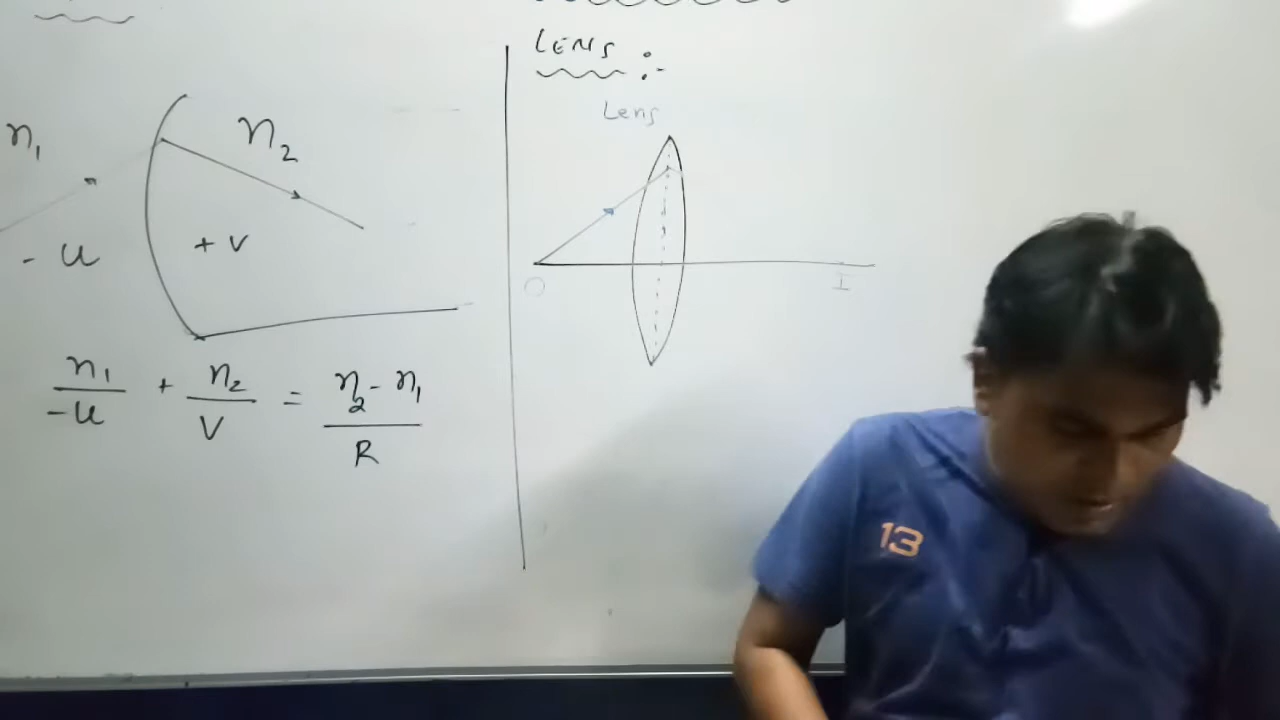 n₁
n₂
- u
+ v
n₁/-u + n₂/v = n₂ - n₁/R
LENS :-
Lens
O
I
13